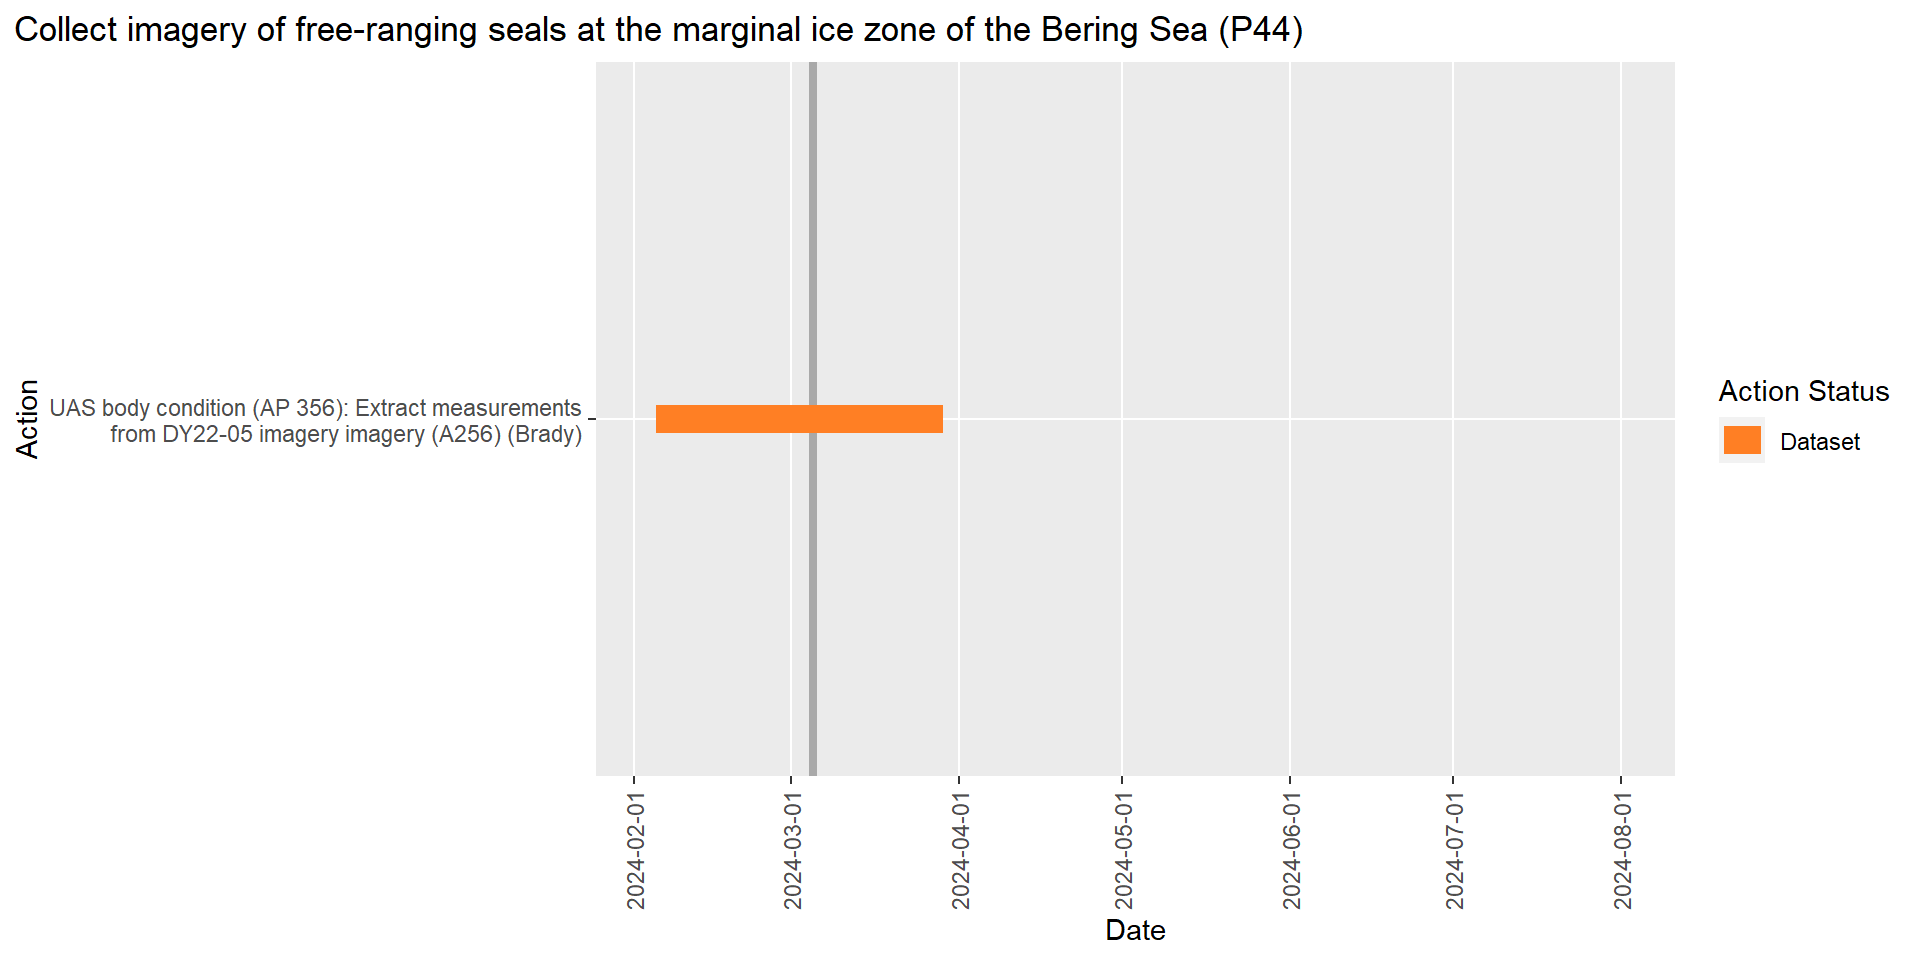 Collect imagery of free-ranging seals at the marginal ice zone of the Bering Sea (P44)
Action
UAS body condition (AP 356): Extract measurements
from DY22-05 imagery imagery (A256) (Brady)
Action Status
Dataset
2024-02-01
2024-03-01
2024-04-01
2024-05-01
2024-06-01
2024-07-01
2024-08-01
Date